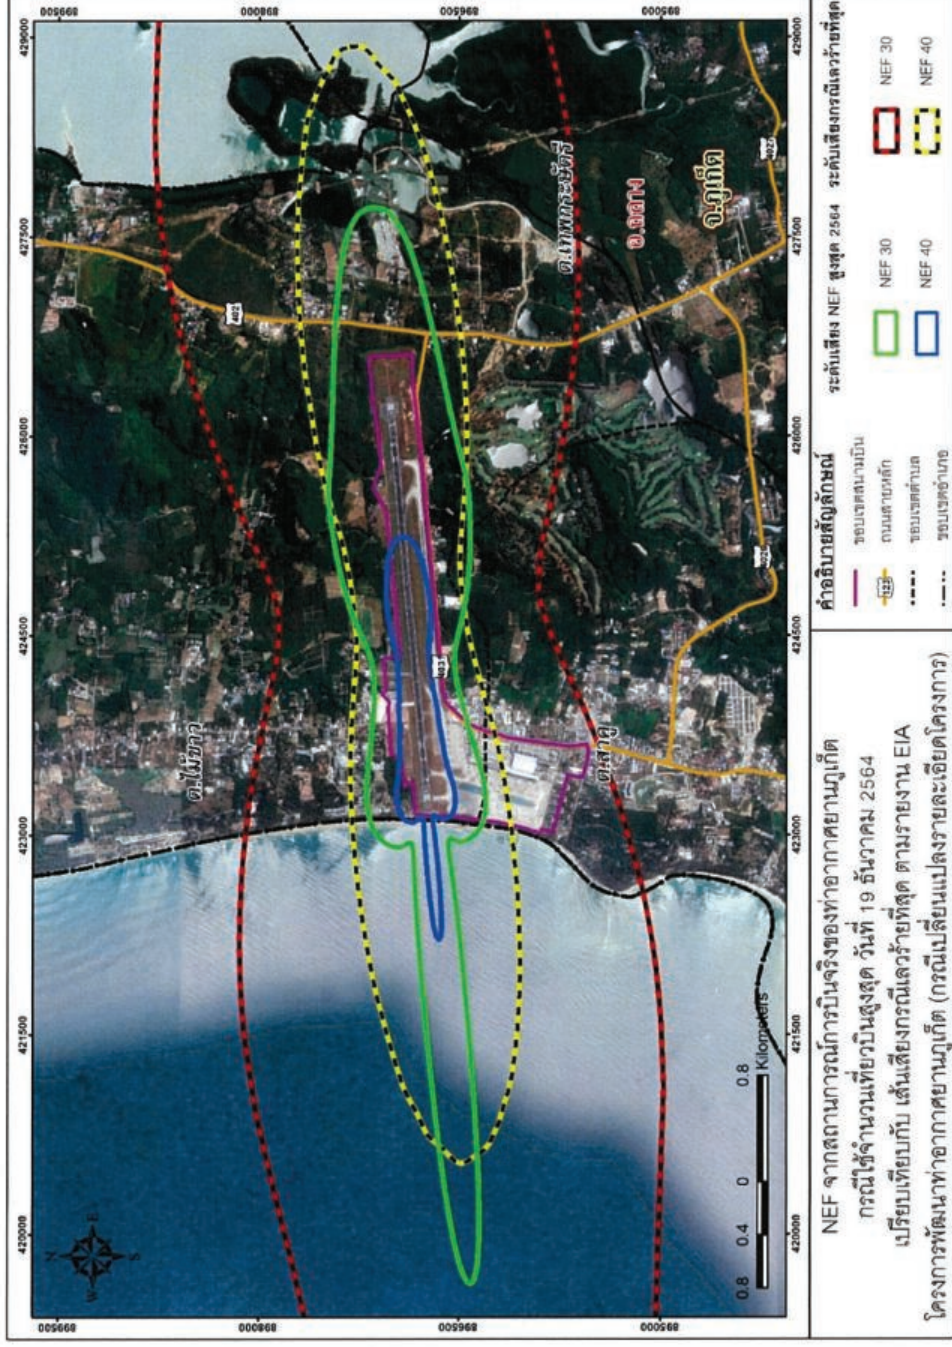 429000
427500
426000
424500
423000
421500
420000
899500
898000
896500
895000
402
403
4026
4027
ต.ไม้ขาว
ต.สาคู
ต.เทพกระษัตรี
อ.ถลาง
จ.ภูเก็ต
N
E
S
W
0.8 0.4 0 0.8
Kilometers
NEF จากสถานการณ์การบินจริงของท่าอากาศยานภูเก็ต
กรณีใช้จำนวนเที่ยวบินสูงสุด วันที่ 19 ธันวาคม 2564
เปรียบเทียบกับ เส้นเสียงกรณีเลวร้ายที่สุด ตามรายงาน EIA
โครงการพัฒนาท่าอากาศยานภูเก็ต (กรณีเปลี่ยนแปลงรายละเอียดโครงการ)
คำอธิบายสัญลักษณ์
ขอบเขตสนามบิน
ถนนสายหลัก
ขอบเขตตำบล
ขอบเขตอำเภอ
ระดับเสียง NEF สูงสุด 2564
NEF 30
NEF 40
ระดับเสียงกรณีเลวร้ายที่สุด
NEF 30
NEF 40